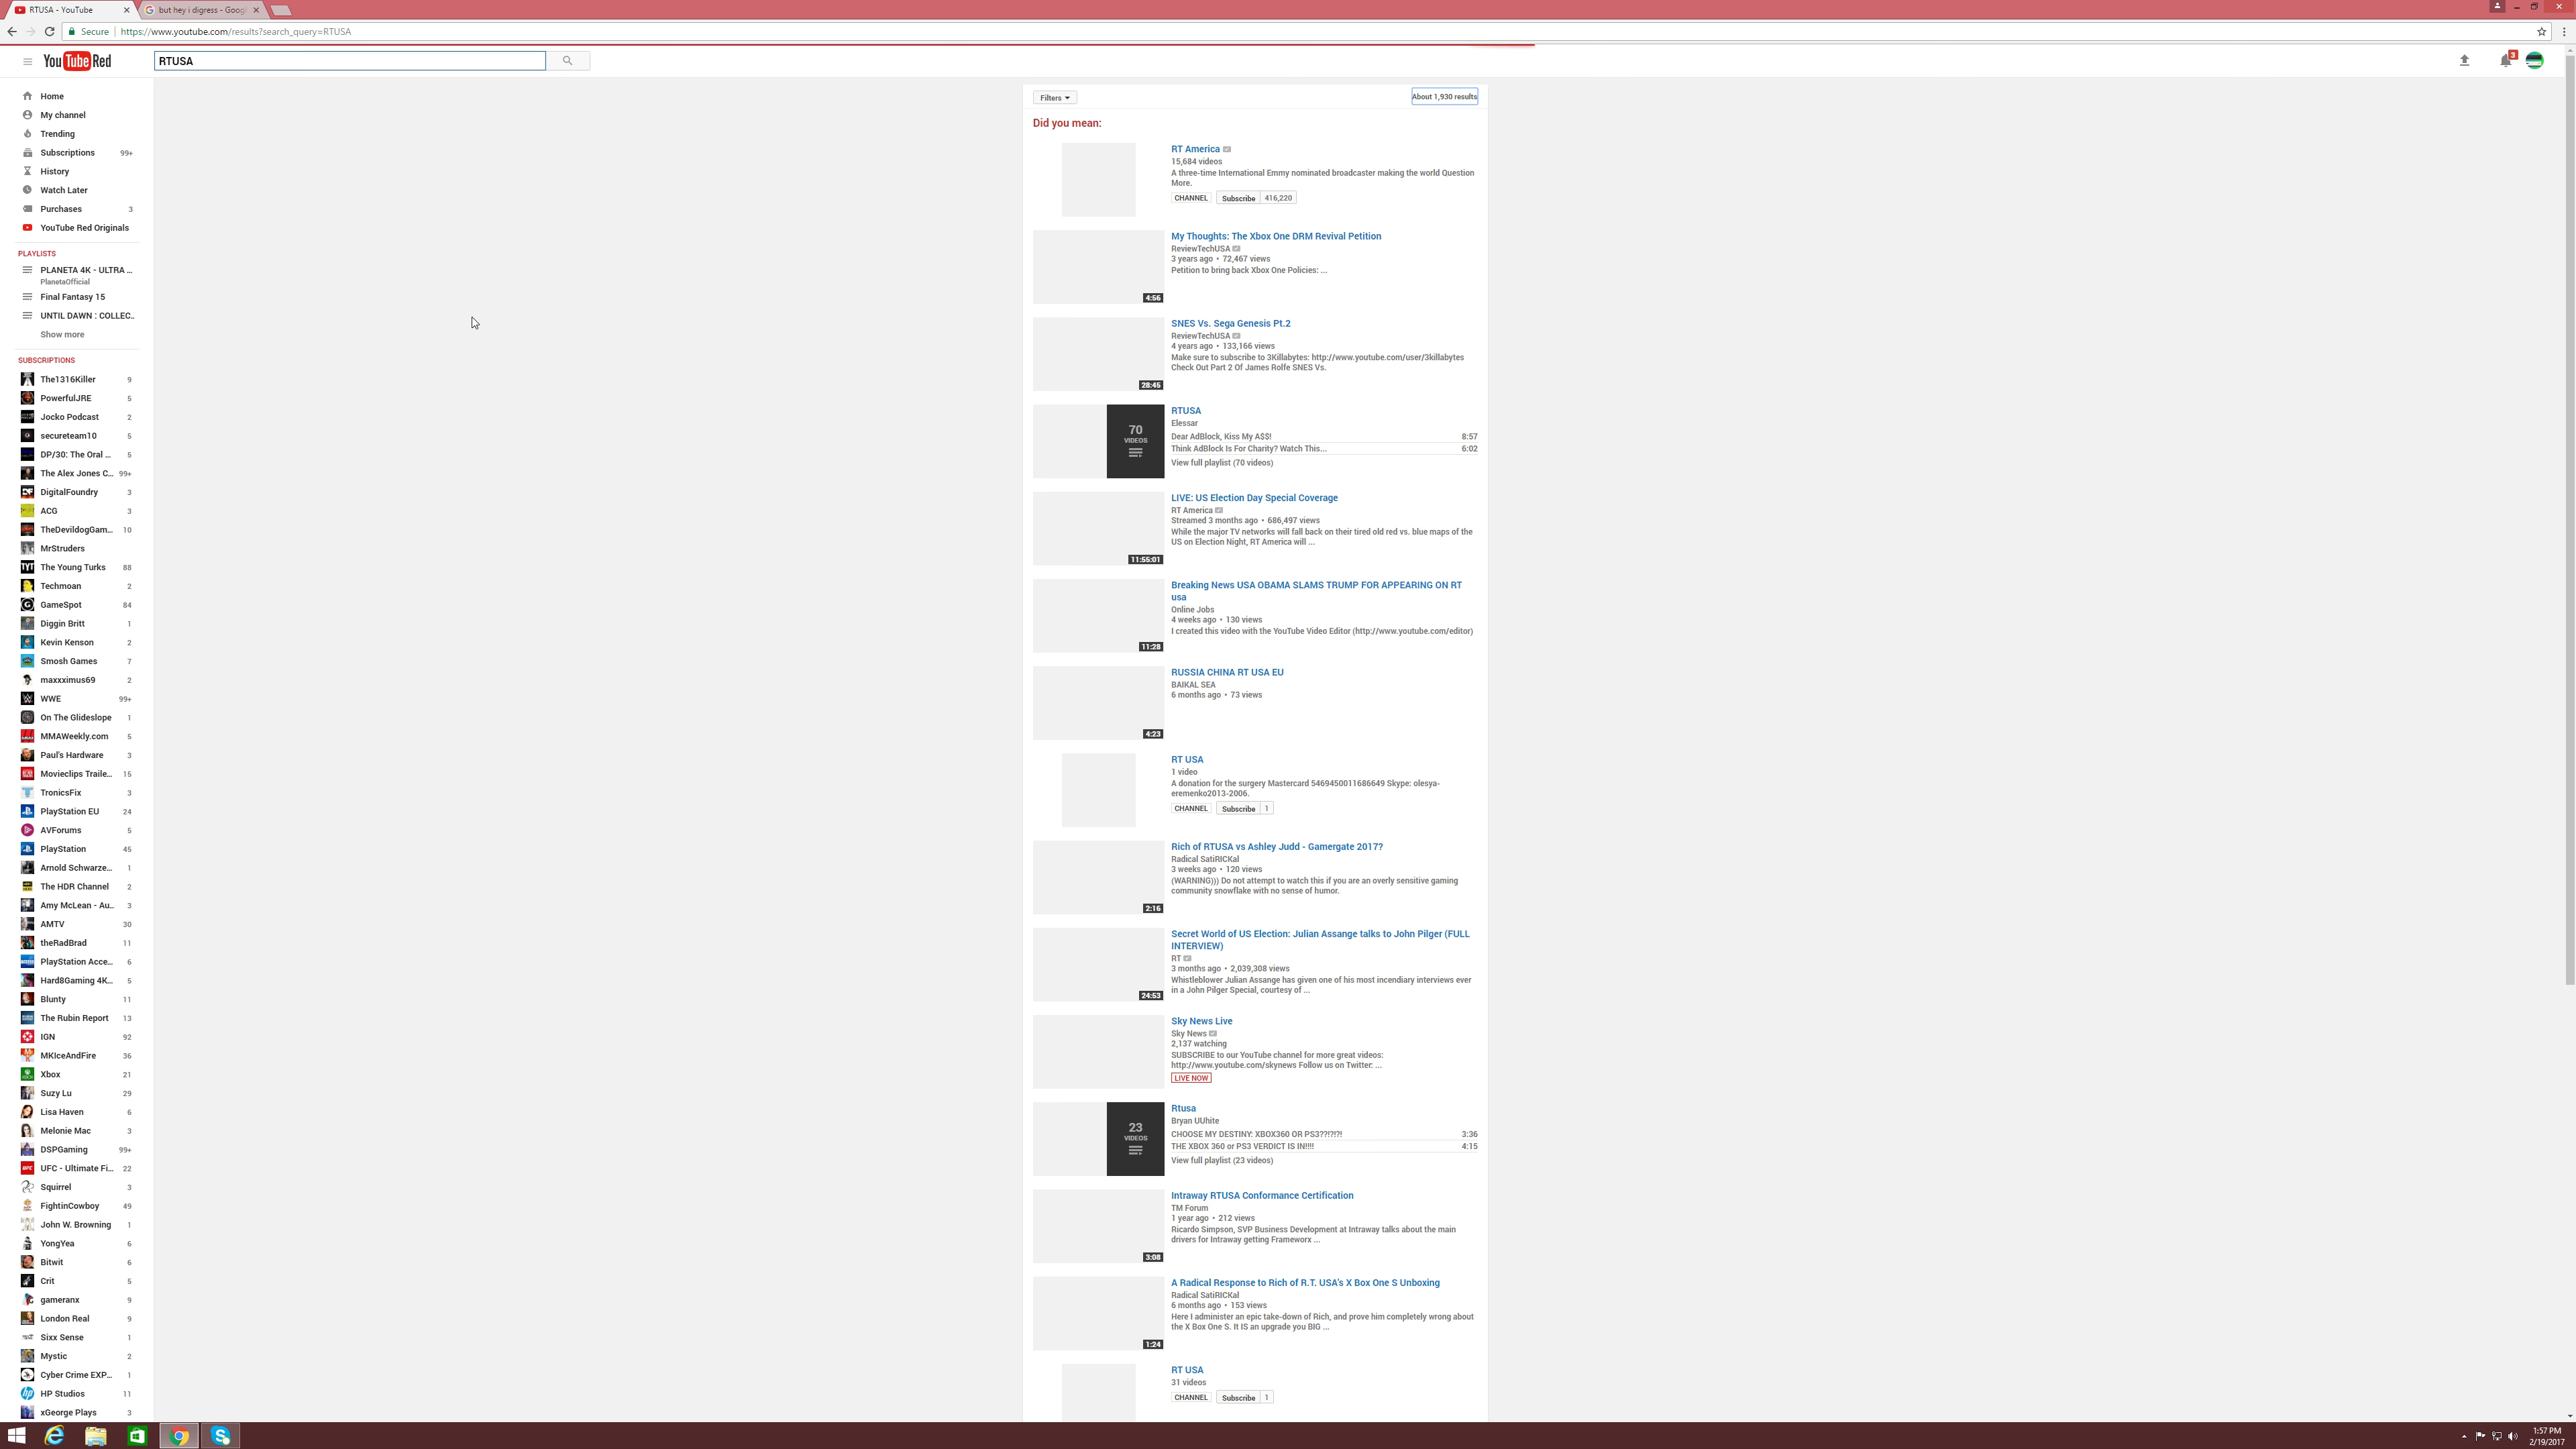 RTUSA - YouTube
but hey i digress - Goog
Secure https://www.youtube.com/results?search_query=RTUSA
YouTube Red
RTUSA
3
Home
My channel
Trending
Subscriptions 99+
History
Watch Later
Purchases 3
YouTube Red Originals
PLAYLISTS
PLANETA 4K - ULTRA ...
PlanetaOfficial
Final Fantasy 15
UNTIL DAWN : COLLEC..
Show more
SUBSCRIPTIONS
The1316Killer 9
PowerfulJRE 5
Jocko Podcast 2
secureteam10 5
DP/30: The Oral ... 5
The Alex Jones C... 99+
DigitalFoundry 3
ACG 3
TheDevildogGam... 10
MrStruders
The Young Turks 88
Techmoan 2
GameSpot 84
Diggin Britt 1
Kevin Kenson 2
Smosh Games 7
maxxximus69 2
WWE 99+
On The Glideslope 1
MMAWeekly.com 5
Paul's Hardware 3
Movieclips Traile... 15
TronicsFix 3
PlayStation EU 24
AVForums 5
PlayStation 45
Arnold Schwarze... 1
The HDR Channel 2
Amy McLean - Au... 3
AMTV 30
theRadBrad 11
PlayStation Acce... 6
Hard8Gaming 4K... 5
Blunty 11
The Rubin Report 13
IGN 92
MKIceAndFire 36
Xbox 21
Suzy Lu 29
Lisa Haven 6
Melonie Mac 3
DSPGaming 99+
UFC - Ultimate Fi... 22
Squirrel 3
FightinCowboy 49
John W. Browning 1
YongYea 6
Bitwit 6
Crit 5
gameranx 9
London Real 9
Sixx Sense 1
Mystic 2
Cyber Crime EXP... 1
HP Studios 11
xGeorge Plays 3
Filters
About 1,930 results
Did you mean:
RT America
15,684 videos
A three-time International Emmy nominated broadcaster making the world Question
More.
CHANNEL Subscribe 416,220
My Thoughts: The Xbox One DRM Revival Petition
ReviewTechUSA
3 years ago • 72,467 views
Petition to bring back Xbox One Policies: ...
4:56
SNES Vs. Sega Genesis Pt.2
ReviewTechUSA
4 years ago • 133,166 views
Make sure to subscribe to 3Killabytes: http://www.youtube.com/user/3killabytes
Check Out Part 2 Of James Rolfe SNES Vs.
28:45
70
VIDEOS
RTUSA
Elessar
Dear AdBlock, Kiss My A$$! 8:57
Think AdBlock Is For Charity? Watch This... 6:02
View full playlist (70 videos)
LIVE: US Election Day Special Coverage
RT America
Streamed 3 months ago • 686,497 views
While the major TV networks will fall back on their tired old red vs. blue maps of the
US on Election Night, RT America will ...
11:55:01
Breaking News USA OBAMA SLAMS TRUMP FOR APPEARING ON RT
usa
Online Jobs
4 weeks ago • 130 views
I created this video with the YouTube Video Editor (http://www.youtube.com/editor)
11:28
RUSSIA CHINA RT USA EU
BAIKAL SEA
6 months ago • 73 views
4:23
RT USA
1 video
A donation for the surgery Mastercard 5469450011686649 Skype: olesya-
eremenko2013-2006.
CHANNEL Subscribe 1
Rich of RTUSA vs Ashley Judd - Gamergate 2017?
Radical SatiRICKal
3 weeks ago • 120 views
(WARNING))) Do not attempt to watch this if you are an overly sensitive gaming
community snowflake with no sense of humor.
2:16
Secret World of US Election: Julian Assange talks to John Pilger (FULL
INTERVIEW)
RT
3 months ago • 2,039,308 views
Whistleblower Julian Assange has given one of his most incendiary interviews ever
in a John Pilger Special, courtesy of ...
24:53
Sky News Live
Sky News
2,137 watching
SUBSCRIBE to our YouTube channel for more great videos:
http://www.youtube.com/skynews Follow us on Twitter: ...
LIVE NOW
23
VIDEOS
Rtusa
Bryan UUhite
CHOOSE MY DESTINY: XBOX360 OR PS3??!?!?! 3:36
THE XBOX 360 or PS3 VERDICT IS IN!!!! 4:15
View full playlist (23 videos)
Intraway RTUSA Conformance Certification
TM Forum
1 year ago • 212 views
Ricardo Simpson, SVP Business Development at Intraway talks about the main
drivers for Intraway getting Frameworx ...
3:08
A Radical Response to Rich of R.T. USA's X Box One S Unboxing
Radical SatiRICKal
6 months ago • 153 views
Here I administer an epic take-down of Rich, and prove him completely wrong about
the X Box One S. It IS an upgrade you BIG ...
1:24
RT USA
31 videos
CHANNEL Subscribe 1
1:57 PM
2/19/2017